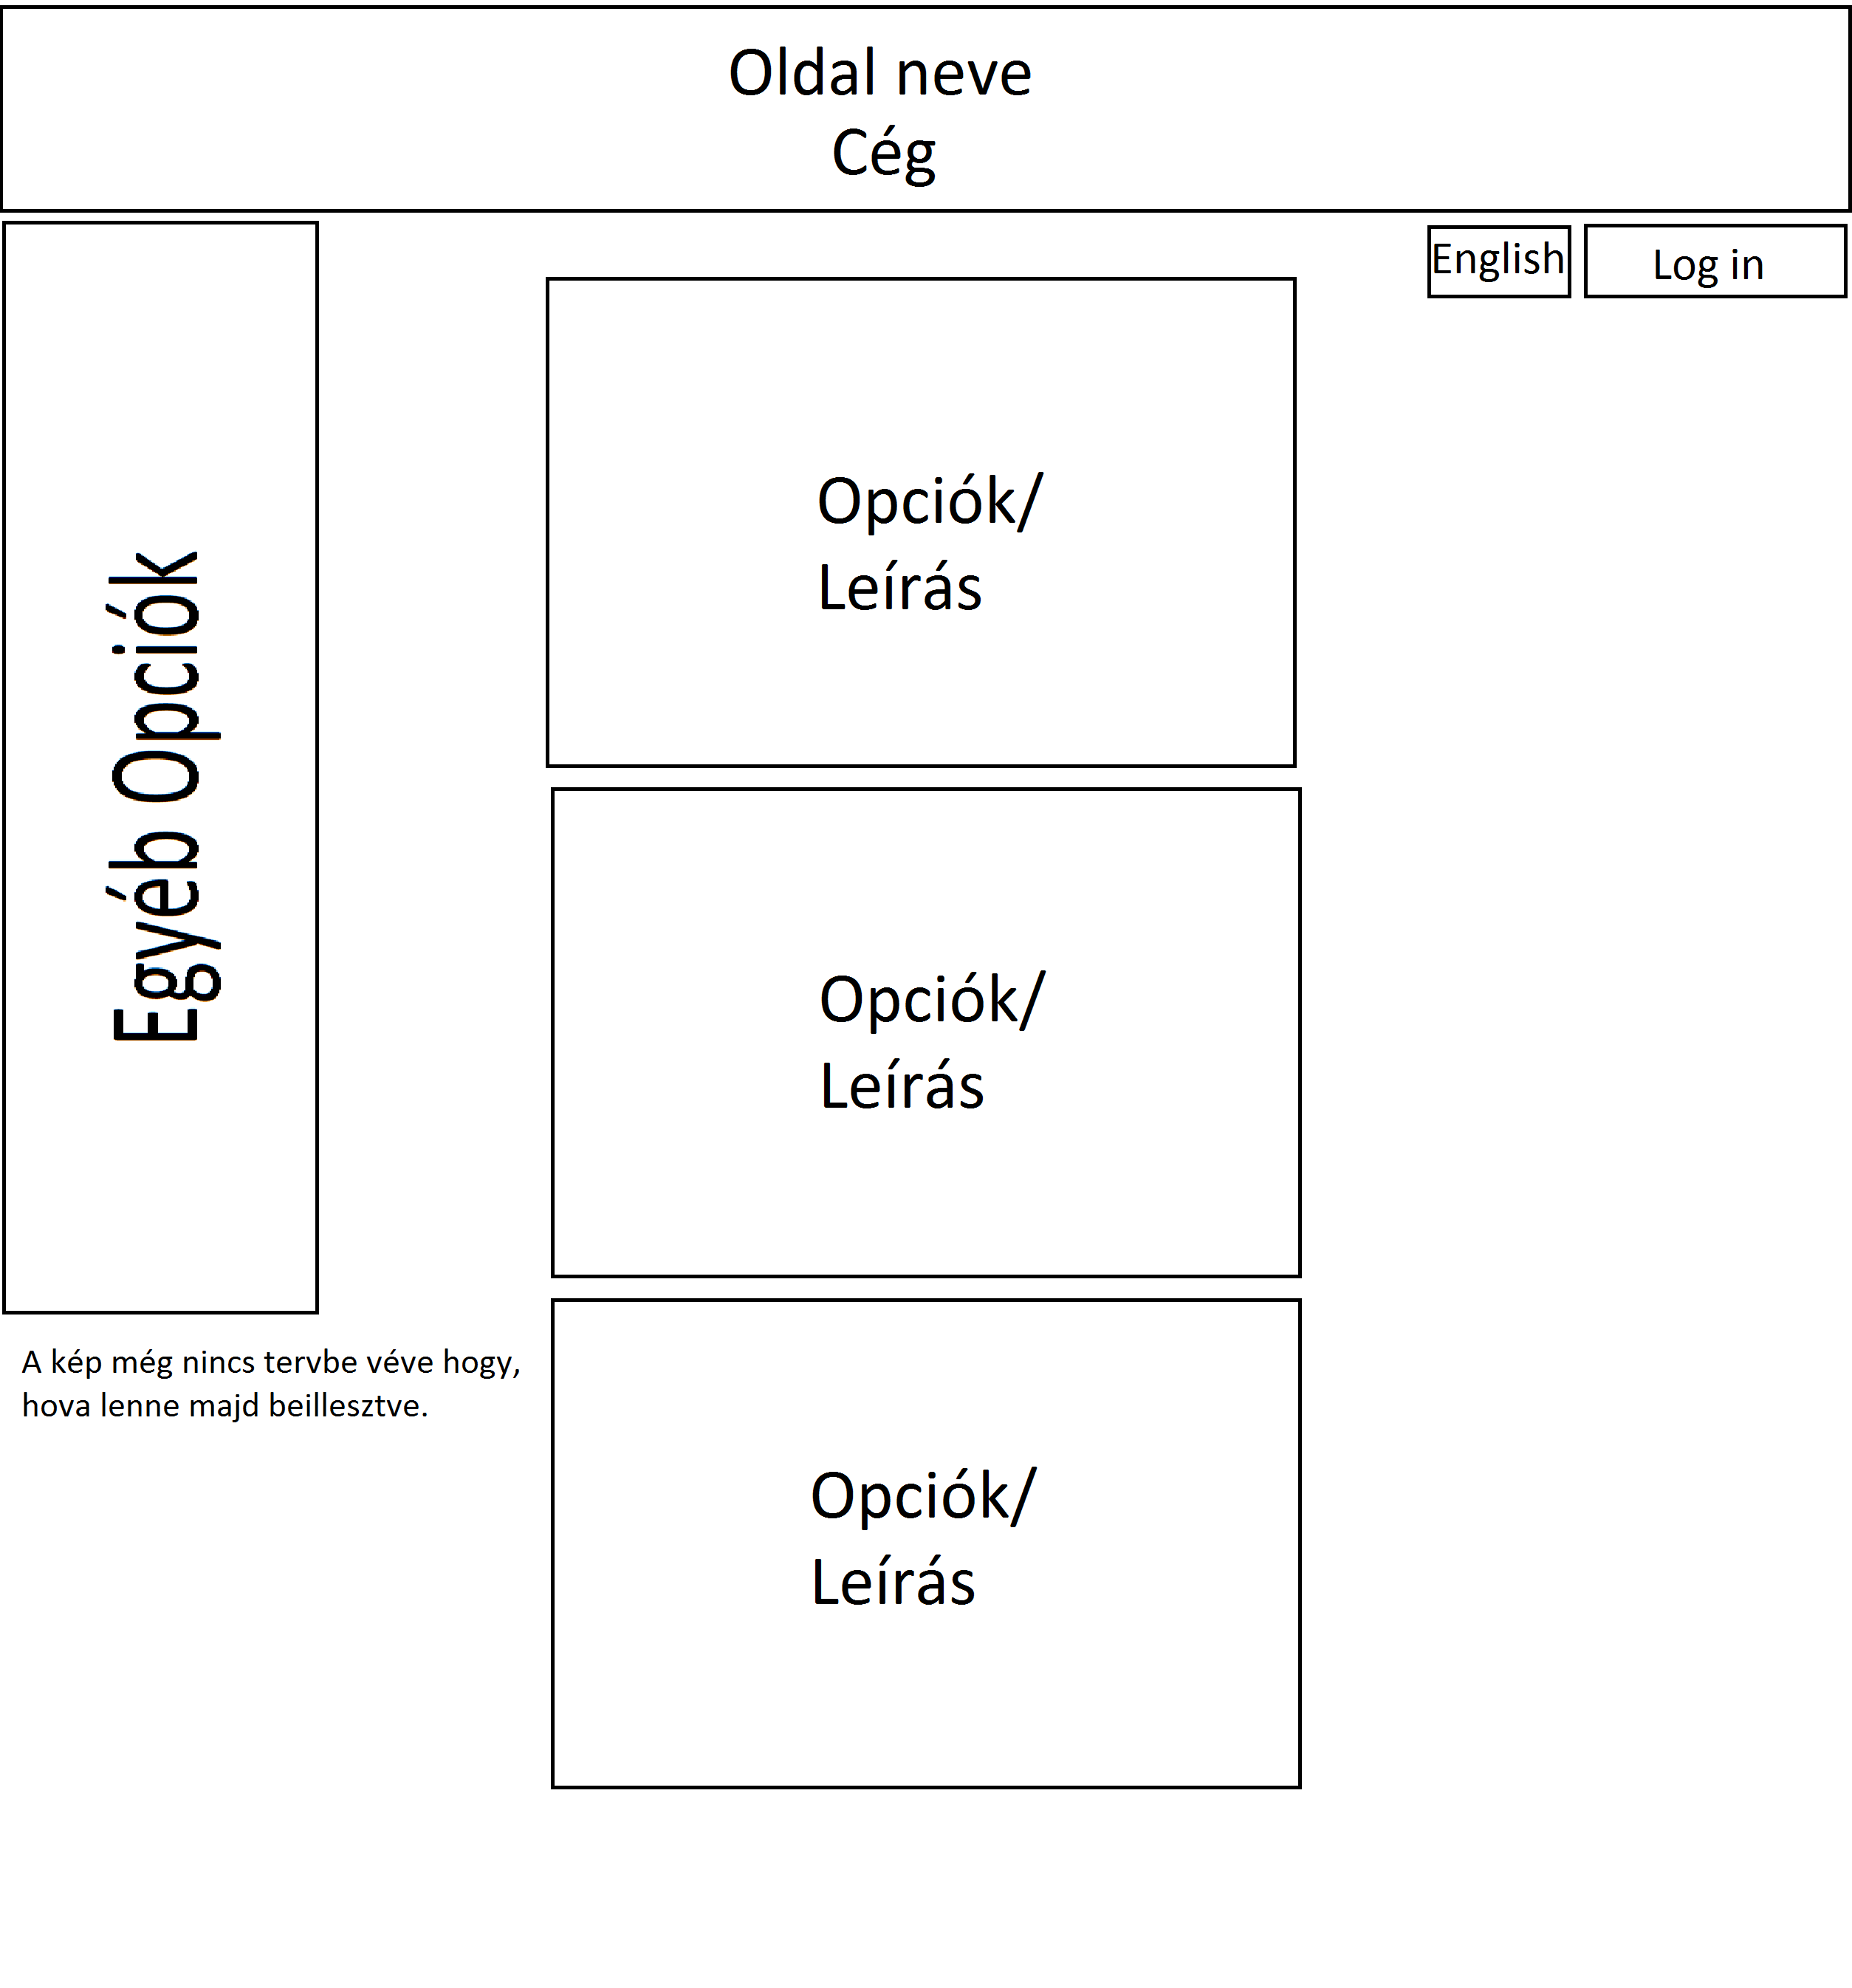 Oldal neve
Cég
English
Log in
Egyéb Opciók
Opciók/
Leírás
Opciók/
Leírás
A kép még nincs tervbe véve hogy,
hova lenne majd beillesztve.
Opciók/
Leírás